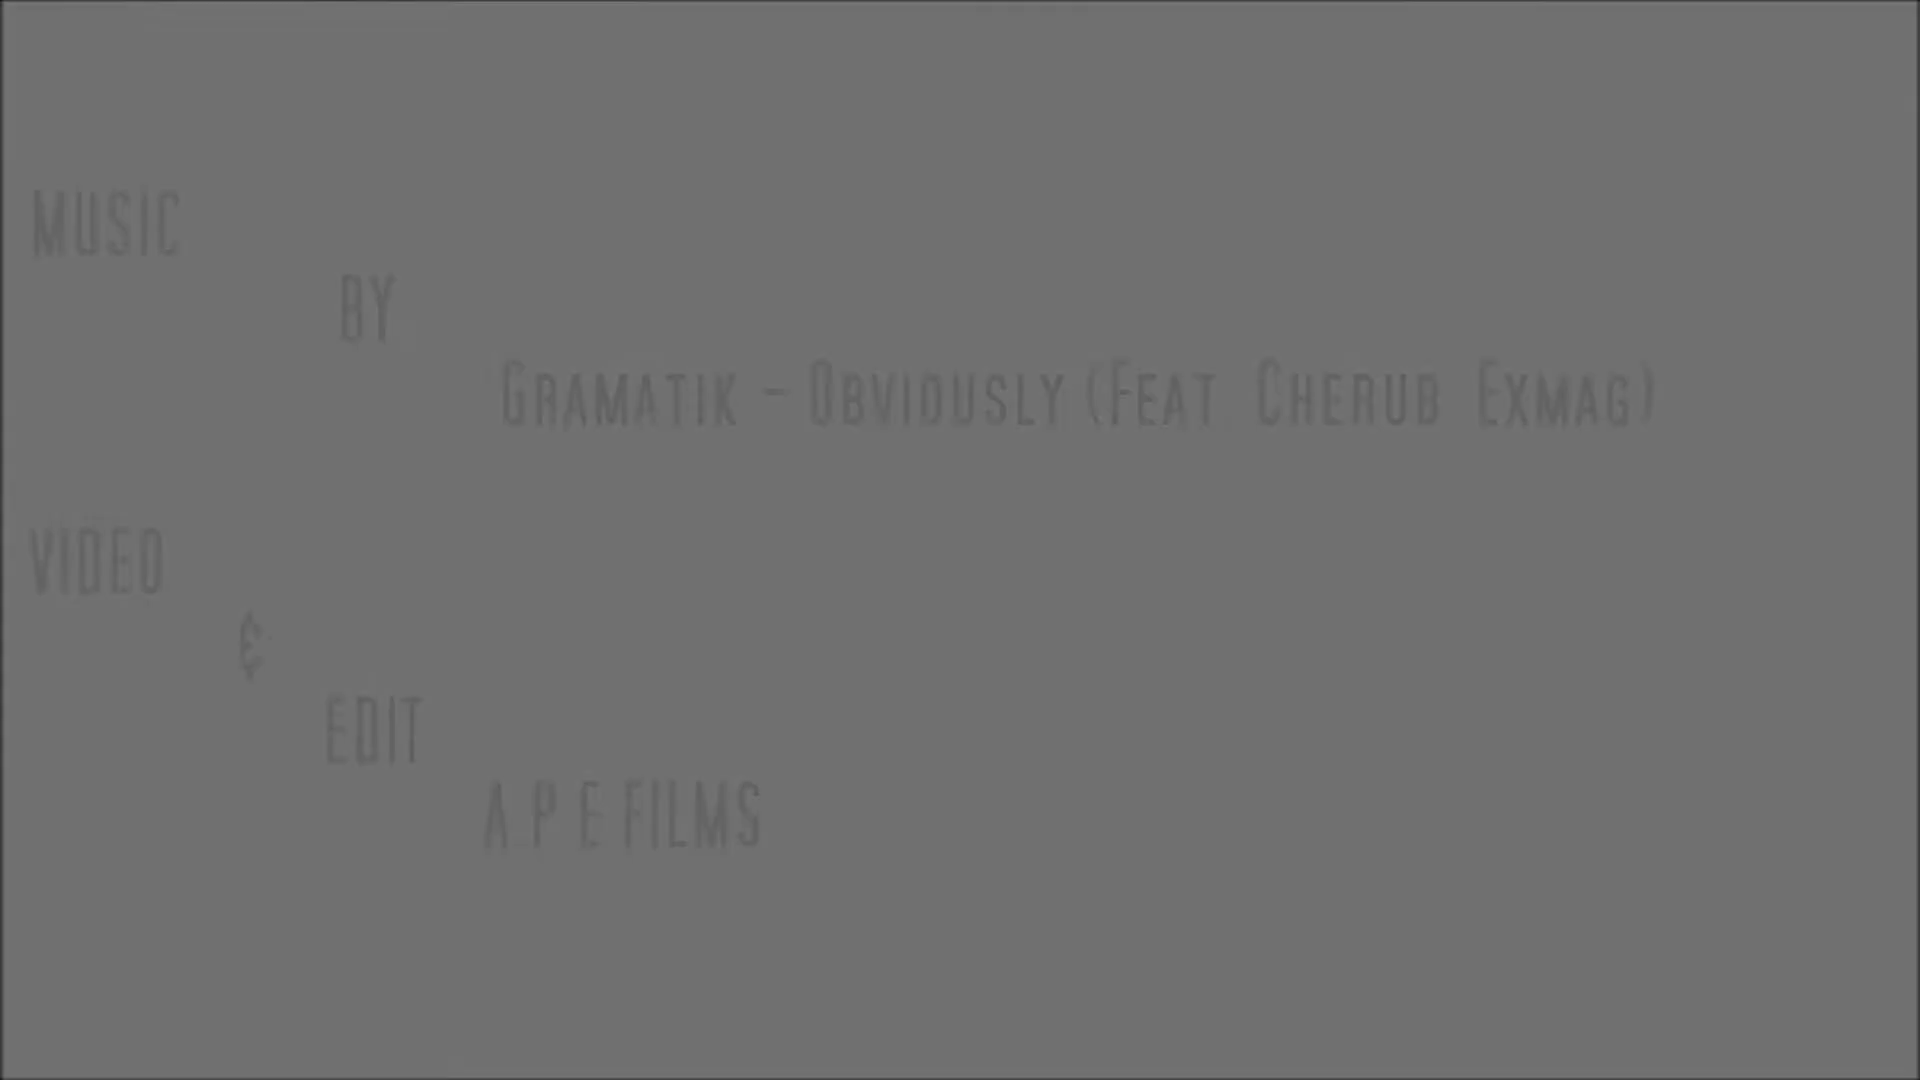 MUSIC
BY
GRAMATIK - OBVIOUSLY (FEAT CHERUB EXMAG)
VIDEO
&
EDIT
A.P E FILMS